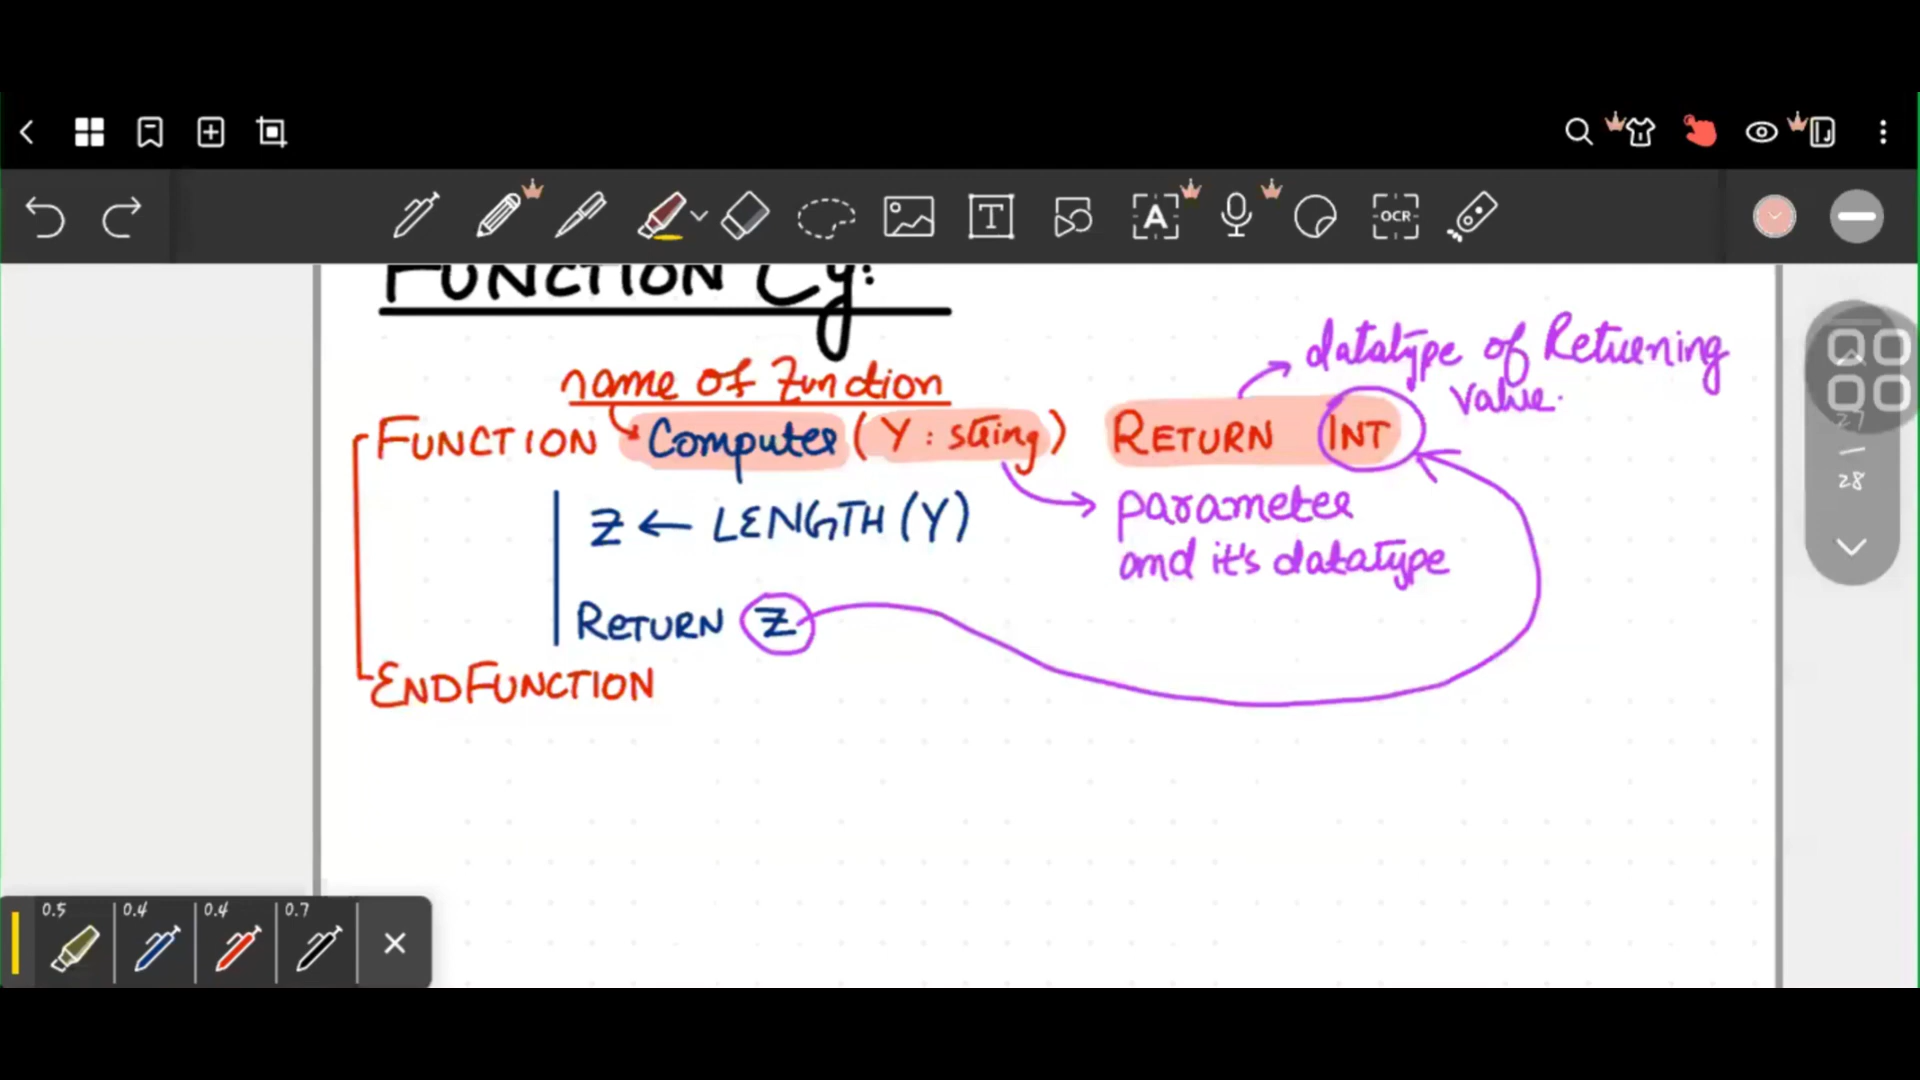 FUNCTION Eg:
name of Function
datatype of Returning
value.
FUNCTION Computer (Y : string) RETURN INT
Z ← LENGTH (Y)
parameter
and it's datatype
RETURN Z
ENDFUNCTION
T
A
OCR
27
28
0.5 0.4 0.4 0.7